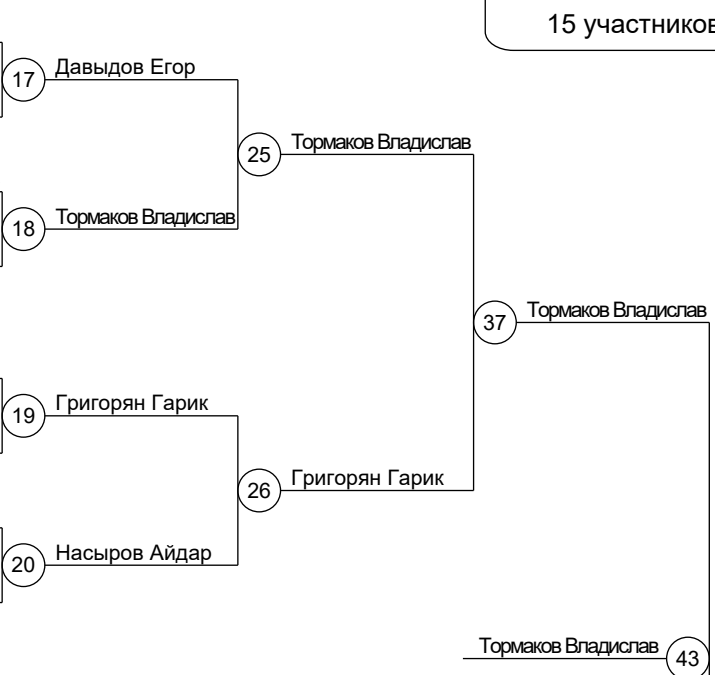 15 участников
17 Давыдов Егор
25 Тормаков Владислав
18 Тормаков Владислав
37 Тормаков Владислав
19 Григорян Гарик
26 Григорян Гарик
20 Насыров Айдар
Тормаков Владислав 43